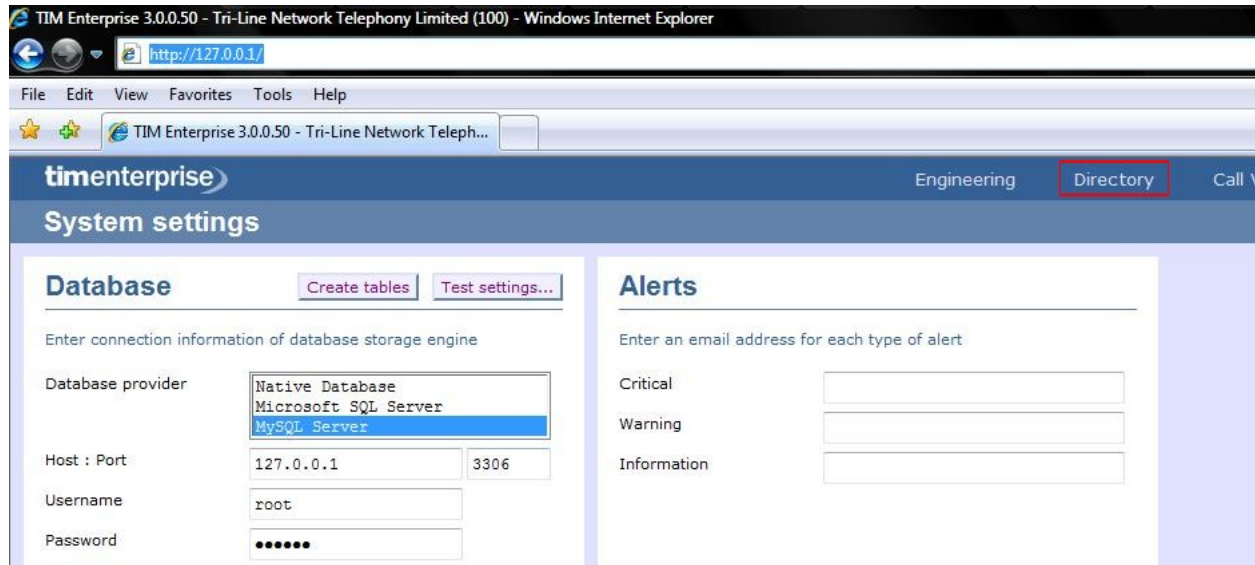 TIM Enterprise 3.0.0.50 - Tri-Line Network Telephony Limited (100) - Windows Internet Explorer
http://127.0.0.1/
File Edit View Favorites Tools Help
TIM Enterprise 3.0.0.50 - Tri-Line Network Teleph...
timenterprise
Engineering Directory Call
System settings
Database Create tables Test settings...
Enter connection information of database storage engine
Database provider
Native Database
Microsoft SQL Server
MySQL Server
Host : Port 127.0.0.1 3306
Username root
Password ●●●●●●
Alerts
Enter an email address for each type of alert
Critical
Warning
Information